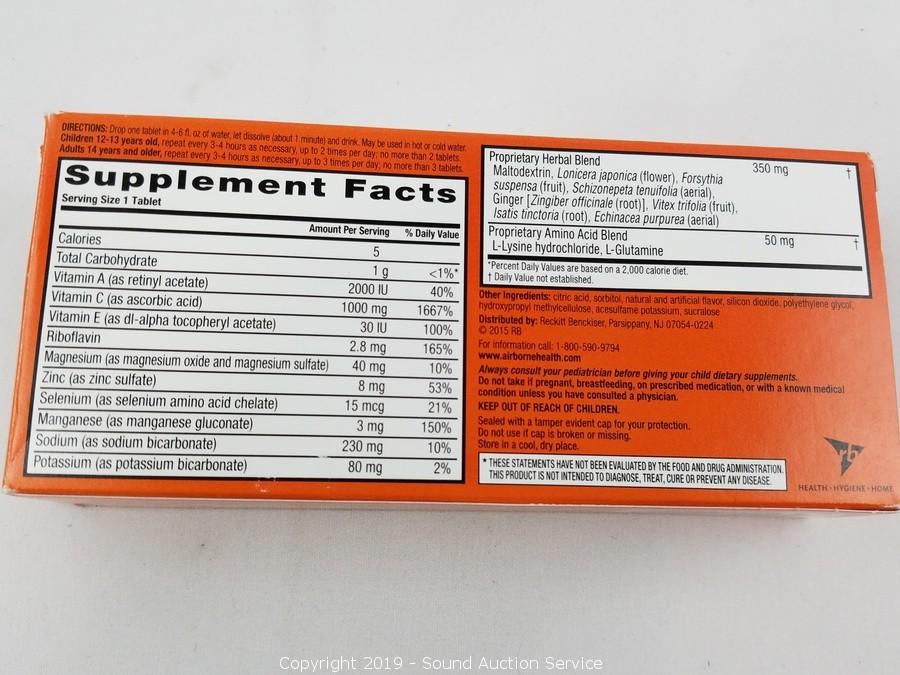 DIRECTIONS: Drop one tablet in 4-6 fl. oz of water, let dissolve (about 1 minute) and drink. May be used in hot or cold water.
Children 12-13 years old, repeat every 3-4 hours as necessary, up to 2 times per day; no more than 2 tablets.
Adults 14 years and older, repeat every 3-4 hours as necessary, up to 3 times per day; no more than 3 tablets.
Supplement Facts
Serving Size 1 Tablet
Amount Per Serving % Daily Value
Calories 5
Total Carbohydrate 1 g <1%*
Vitamin A (as retinyl acetate) 2000 IU 40%
Vitamin C (as ascorbic acid) 1000 mg 1667%
Vitamin E (as dl-alpha tocopheryl acetate) 30 IU 100%
Riboflavin 2.8 mg 165%
Magnesium (as magnesium oxide and magnesium sulfate) 40 mg 10%
Zinc (as zinc sulfate) 8 mg 53%
Selenium (as selenium amino acid chelate) 15 mcg 21%
Manganese (as manganese gluconate) 3 mg 150%
Sodium (as sodium bicarbonate) 230 mg 10%
Potassium (as potassium bicarbonate) 80 mg 2%
Proprietary Herbal Blend 350 mg †
Maltodextrin, Lonicera japonica (flower), Forsythia
suspensa (fruit), Schizonepeta tenuifolia (aerial),
Ginger [Zingiber officinale (root)], Vitex trifolia (fruit),
Isatis tinctoria (root), Echinacea purpurea (aerial)
Proprietary Amino Acid Blend 50 mg †
L-Lysine hydrochloride, L-Glutamine
*Percent Daily Values are based on a 2,000 calorie diet.
† Daily Value not established.
Other Ingredients: citric acid, sorbitol, natural and artificial flavor, silicon dioxide, polyethylene glycol,
hydroxypropyl methylcellulose, acesulfame potassium, sucralose
Distributed by: Reckitt Benckiser, Parsippany, NJ 07054-0224
© 2015 RB
For information call: 1-800-590-9794
www.airbornehealth.com
Always consult your pediatrician before giving your child dietary supplements.
Do not take if pregnant, breastfeeding, on prescribed medication, or with a known medical
condition unless you have consulted a physician.
KEEP OUT OF REACH OF CHILDREN.
Sealed with a tamper evident cap for your protection.
Do not use if cap is broken or missing.
Store in a cool, dry place.
* THESE STATEMENTS HAVE NOT BEEN EVALUATED BY THE FOOD AND DRUG ADMINISTRATION.
THIS PRODUCT IS NOT INTENDED TO DIAGNOSE, TREAT, CURE OR PREVENT ANY DISEASE.
rb
HEALTH • HYGIENE • HOME
Copyright 2019 - Sound Auction Service